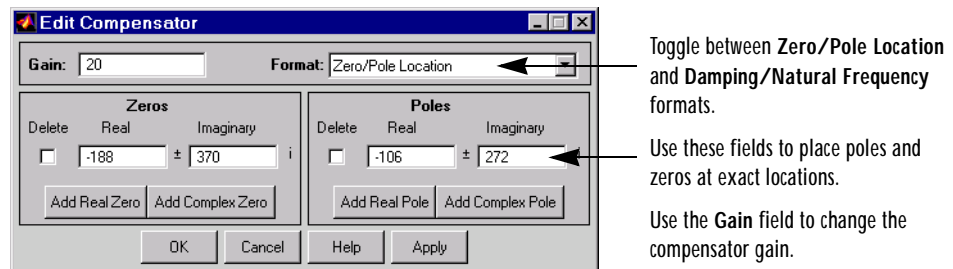 Edit Compensator
Gain: 20 Format: Zero/Pole Location
Zeros
Delete Real Imaginary
-188 ± 370 i
Add Real Zero Add Complex Zero
Poles
Delete Real Imaginary
-106 ± 272
Add Real Pole Add Complex Pole
OK Cancel Help Apply
Toggle between Zero/Pole Location
and Damping/Natural Frequency
formats.
Use these fields to place poles and
zeros at exact locations.
Use the Gain field to change the
compensator gain.